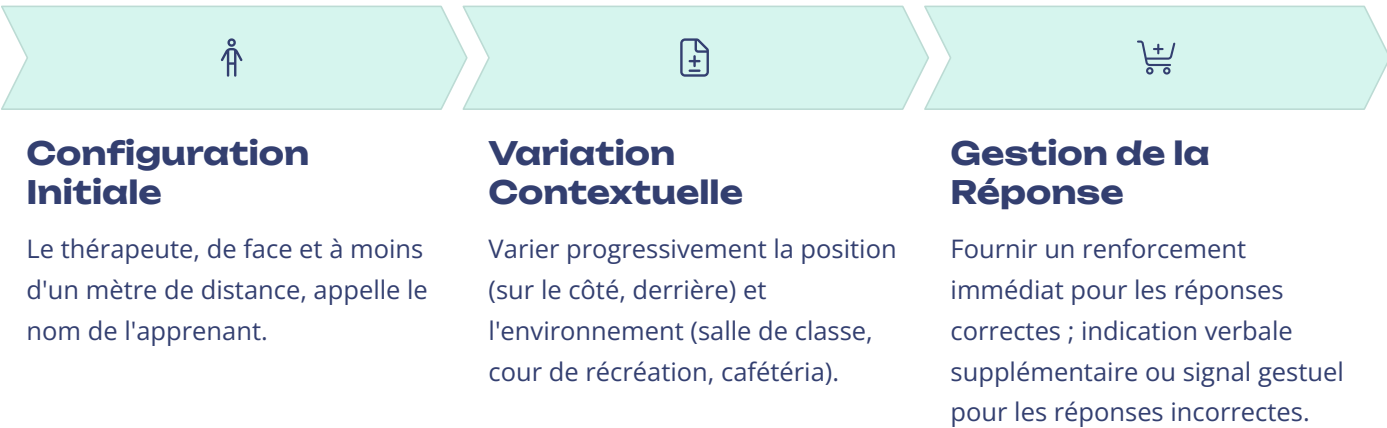 Configuration
Initiale
Le thérapeute, de face et à moins
d'un mètre de distance, appelle le
nom de l'apprenant.
Variation
Contextuelle
Varier progressivement la position
(sur le côté, derrière) et
l'environnement (salle de classe,
cour de récréation, cafétéria).
Gestion de la
Réponse
Fournir un renforcement
immédiat pour les réponses
correctes ; indication verbale
supplémentaire ou signal gestuel
pour les réponses incorrectes.